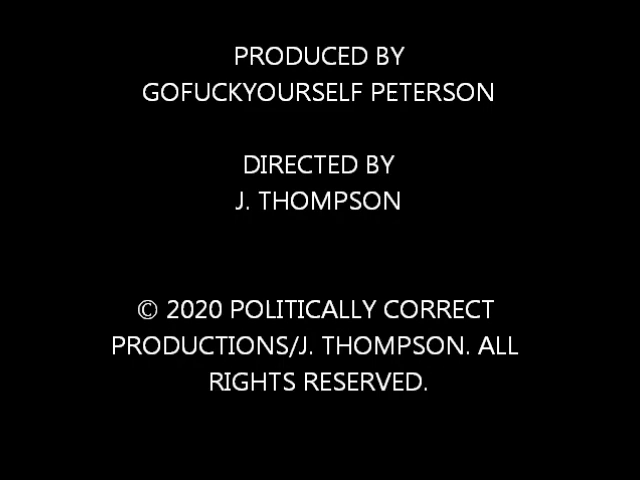 PRODUCED BY
GOFUCKYOURSELF PETERSON
DIRECTED BY
J. THOMPSON
© 2020 POLITICALLY CORRECT
PRODUCTIONS/J. THOMPSON. ALL
RIGHTS RESERVED.